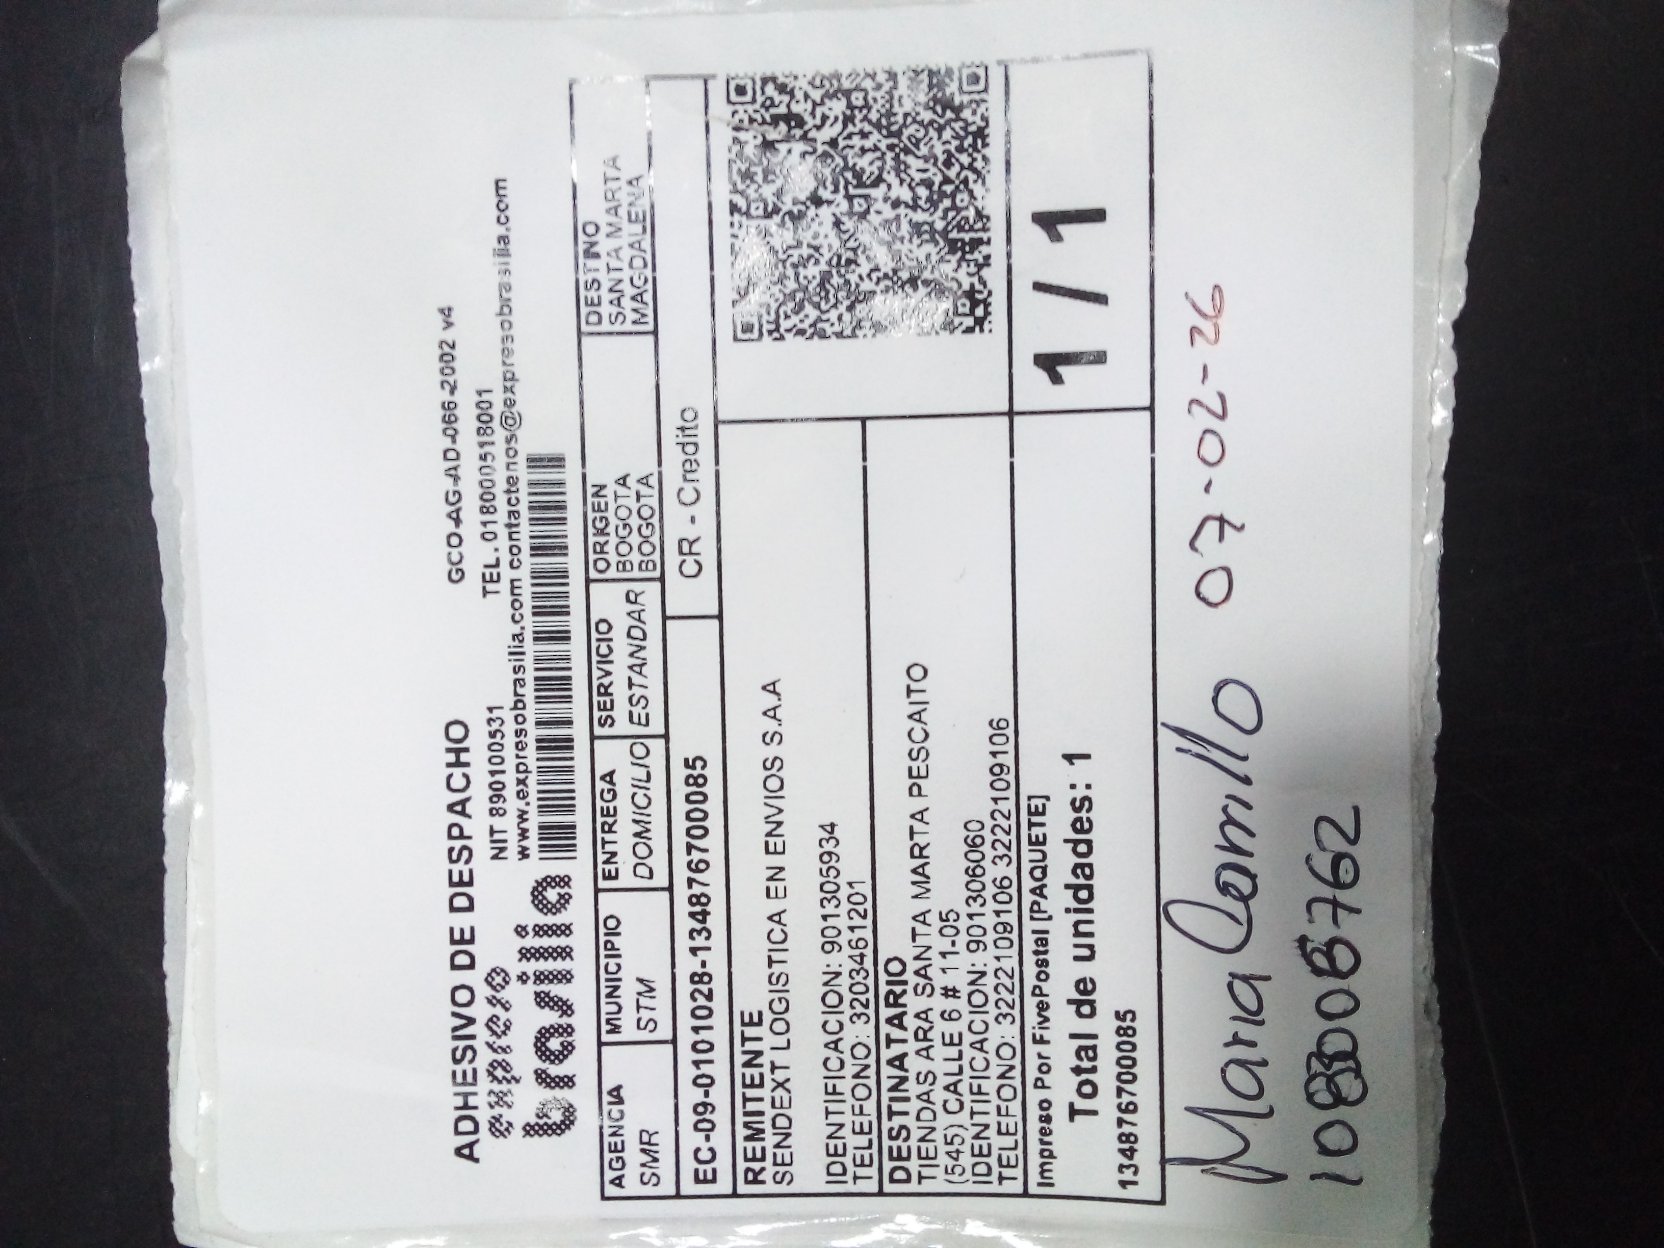 ADHESIVO DE DESPACHO
GCO-AG-AD-066-2002 v4
expreso
brasilia
NIT 890100531 TEL. 018000518001
www.expresobrasilia.com contactenos@expresobrasilia.com
AGENCIA MUNICIPIO ENTREGA SERVICIO ORIGEN DESTINO
SMR STM DOMICILIO ESTANDAR BOGOTA SANTA MARTA
BOGOTA MAGDALENA
EC-09-0101028-134876700085 CR - Credito
REMITENTE
SENDEXT LOGISTICA EN ENVIOS S.A.A
IDENTIFICACION: 901305934
TELEFONO: 3203461201
DESTINATARIO
TIENDAS ARA SANTA MARTA PESCAITO
(545) CALLE 6 # 11-05
IDENTIFICACION: 901306060
TELEFONO: 3222109106 3222109106
Impreso Por FivePostal [PAQUETE]
Total de unidades: 1
1 / 1
134876700085
Maria Carrillo 07-02-26